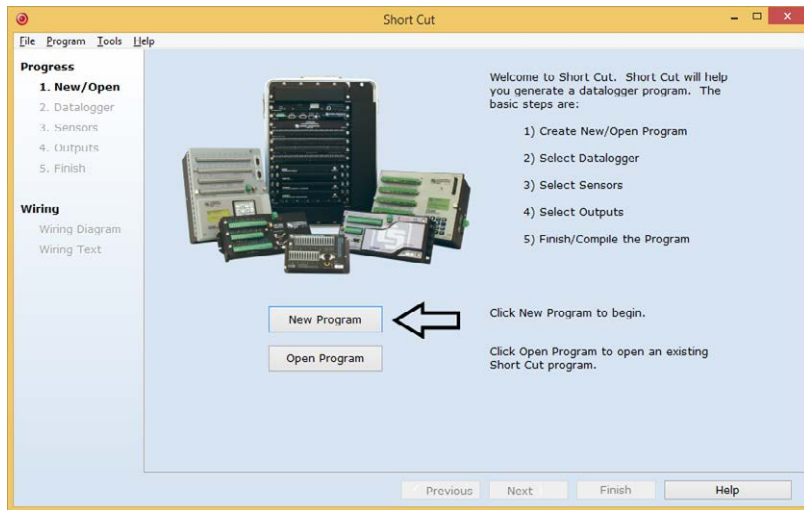 Short Cut
File Program Tools Help
Progress
1. New/Open
2. Datalogger
3. Sensors
4. Outputs
5. Finish
Wiring
Wiring Diagram
Wiring Text
Welcome to Short Cut. Short Cut will help
you generate a datalogger program. The
basic steps are:
1) Create New/Open Program
2) Select Datalogger
3) Select Sensors
4) Select Outputs
5) Finish/Compile the Program
New Program
Click New Program to begin.
Open Program
Click Open Program to open an existing
Short Cut program.
Previous Next Finish Help